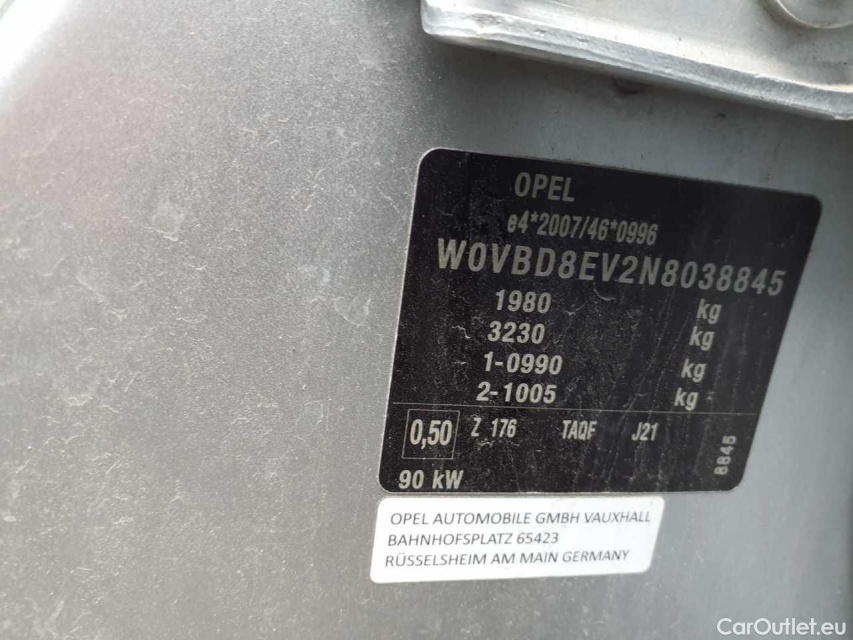 OPEL
e4*2007/46*0996
W0VBD8EV2N8038845
1980 kg
3230 kg
1-0990 kg
2-1005 kg
0,50 Z 176 TAQF J21 8845
90 kW
OPEL AUTOMOBILE GMBH VAUXHALL
BAHNHOFSPLATZ 65423
RÜSSELSHEIM AM MAIN GERMANY
CarOutlet.eu